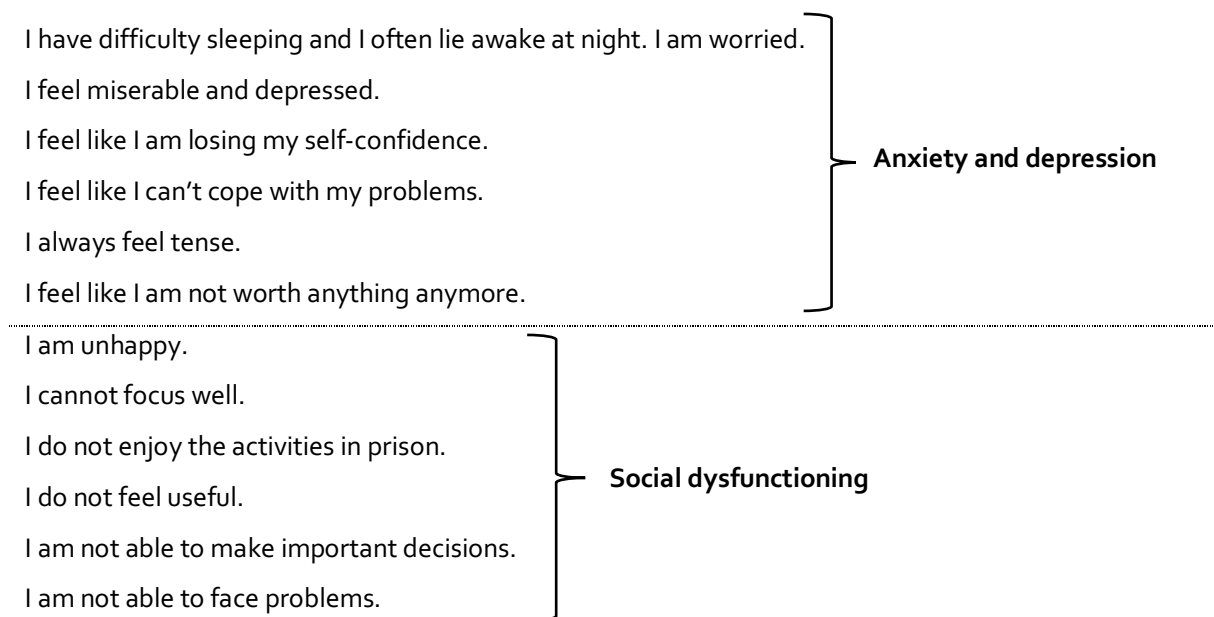 I have difficulty sleeping and I often lie awake at night. I am worried.
I feel miserable and depressed.
I feel like I am losing my self-confidence.
I feel like I can't cope with my problems.
I always feel tense.
I feel like I am not worth anything anymore.
Anxiety and depression
I am unhappy.
I cannot focus well.
I do not enjoy the activities in prison.
I do not feel useful.
I am not able to make important decisions.
I am not able to face problems.
Social dysfunctioning